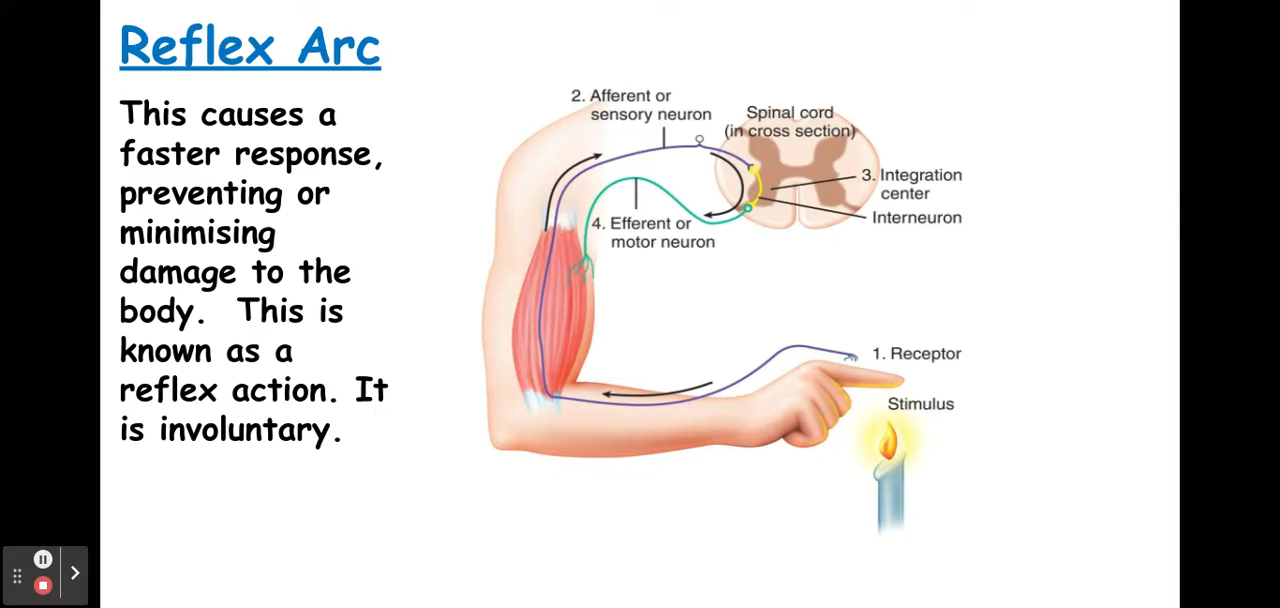 Reflex Arc
This causes a
faster response,
preventing or
minimising
damage to the
body.  This is
known as a
reflex action. It
is involuntary.
2. Afferent or
sensory neuron
Spinal cord
(in cross section)
3. Integration
center
Interneuron
4. Efferent or
motor neuron
1. Receptor
Stimulus